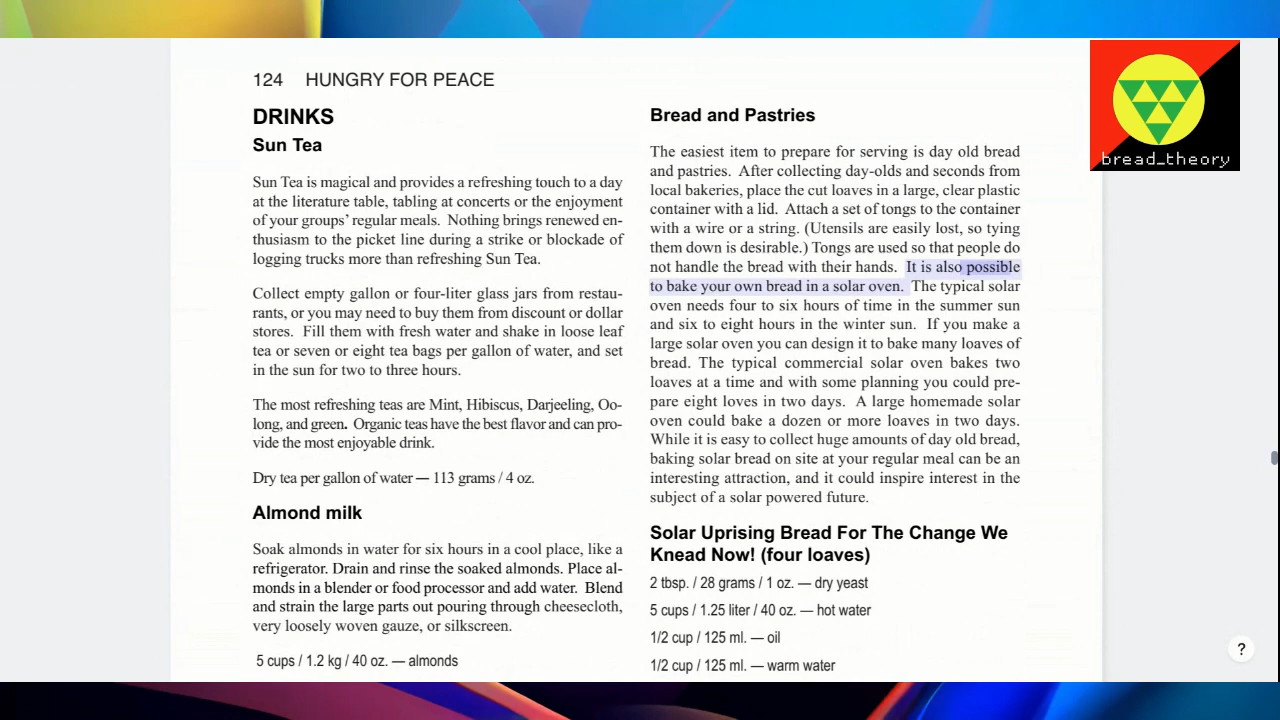 124 HUNGRY FOR PEACE
DRINKS
Sun Tea
Sun Tea is magical and provides a refreshing touch to a day
at the literature table, tabling at concerts or the enjoyment
of your groups' regular meals. Nothing brings renewed en-
thusiasm to the picket line during a strike or blockade of
logging trucks more than refreshing Sun Tea.
Collect empty gallon or four-liter glass jars from restau-
rants, or you may need to buy them from discount or dollar
stores. Fill them with fresh water and shake in loose leaf
tea or seven or eight tea bags per gallon of water, and set
in the sun for two to three hours.
The most refreshing teas are Mint, Hibiscus, Darjeeling, Oo-
long, and green. Organic teas have the best flavor and can pro-
vide the most enjoyable drink.
Dry tea per gallon of water — 113 grams / 4 oz.
Almond milk
Soak almonds in water for six hours in a cool place, like a
refrigerator. Drain and rinse the soaked almonds. Place al-
monds in a blender or food processor and add water. Blend
and strain the large parts out pouring through cheesecloth,
very loosely woven gauze, or silkscreen.
5 cups / 1.2 kg / 40 oz. — almonds
Bread and Pastries
The easiest item to prepare for serving is day old bread
and pastries. After collecting day-olds and seconds from
local bakeries, place the cut loaves in a large, clear plastic
container with a lid. Attach a set of tongs to the container
with a wire or a string. (Utensils are easily lost, so tying
them down is desirable.) Tongs are used so that people do
not handle the bread with their hands. It is also possible
to bake your own bread in a solar oven. The typical solar
oven needs four to six hours of time in the summer sun
and six to eight hours in the winter sun. If you make a
large solar oven you can design it to bake many loaves of
bread. The typical commercial solar oven bakes two
loaves at a time and with some planning you could pre-
pare eight loves in two days. A large homemade solar
oven could bake a dozen or more loaves in two days.
While it is easy to collect huge amounts of day old bread,
baking solar bread on site at your regular meal can be an
interesting attraction, and it could inspire interest in the
subject of a solar powered future.
Solar Uprising Bread For The Change We
Knead Now! (four loaves)
2 tbsp. / 28 grams / 1 oz. — dry yeast
5 cups / 1.25 liter / 40 oz. — hot water
1/2 cup / 125 ml. — oil
1/2 cup / 125 ml. — warm water
bread_theory
?